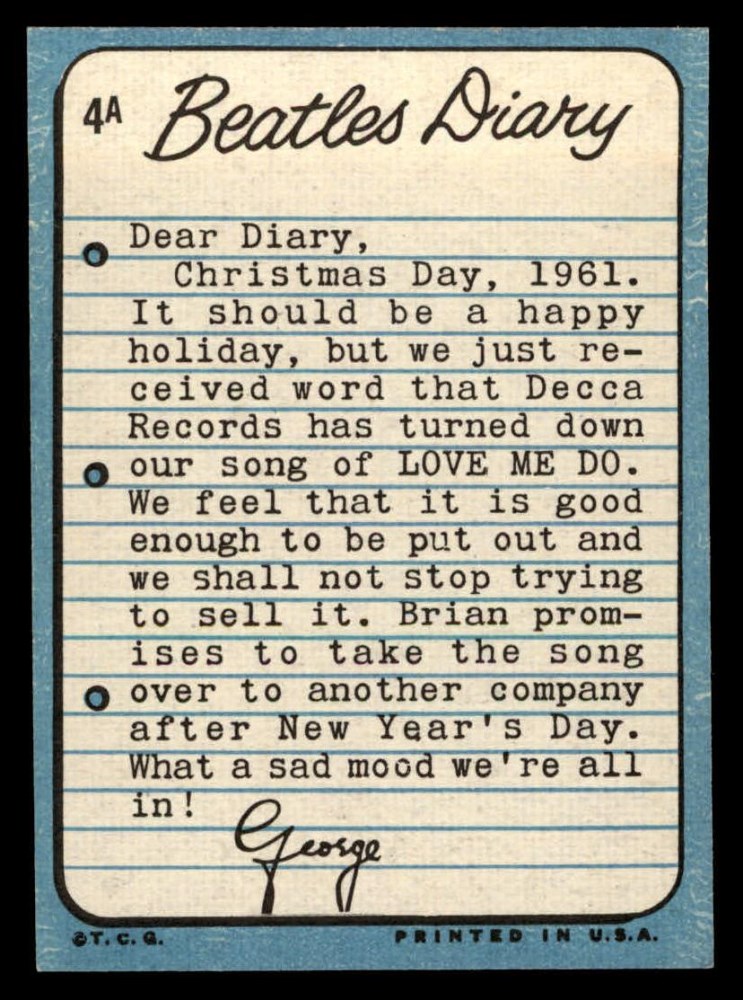 4A Beatles Diary
Dear Diary,
Christmas Day, 1961.
It should be a happy
holiday, but we just re-
ceived word that Decca
Records has turned down
our song of LOVE ME DO.
We feel that it is good
enough to be put out and
we shall not stop trying
to sell it. Brian prom-
ises to take the song
over to another company
after New Year's Day.
What a sad mood we're all
in!
George
©T.C.G. PRINTED IN U.S.A.